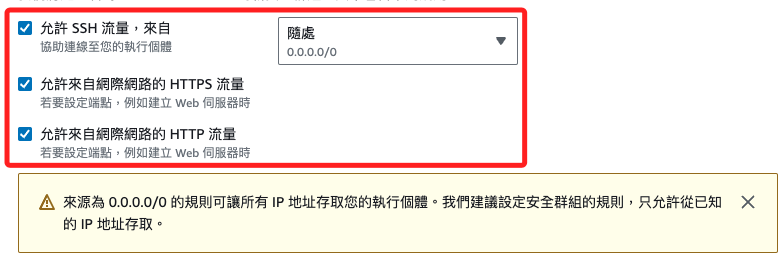 允許 SSH 流量，來自
協助連線至您的執行個體
隨處
0.0.0.0/0
允許來自網際網路的 HTTPS 流量
若要設定端點，例如建立 Web 伺服器時
允許來自網際網路的 HTTP 流量
若要設定端點，例如建立 Web 伺服器時
來源為 0.0.0.0/0 的規則可讓所有 IP 地址存取您的執行個體。我們建議設定安全群組的規則，只允許從已知
的 IP 地址存取。